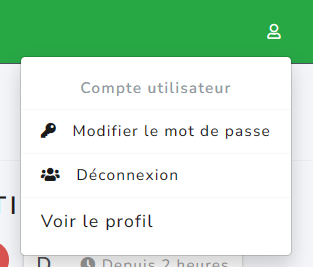 Compte utilisateur
Modifier le mot de passe
Déconnexion
Voir le profil
TI
D
Depuis 2 heures